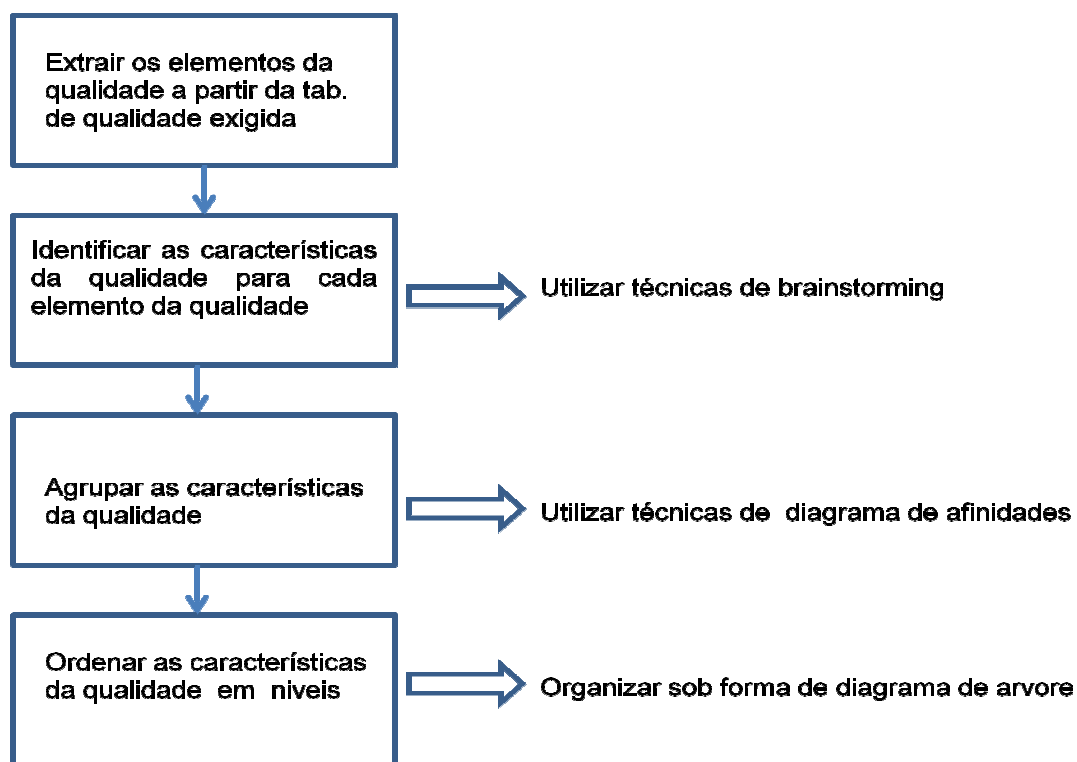 Extrair os elementos da
qualidade a partir da tab.
de qualidade exigida
Identificar as características
da qualidade para cada
elemento da qualidade
Utilizar técnicas de brainstorming
Agrupar as características
da qualidade
Utilizar técnicas de diagrama de afinidades
Ordenar as características
da qualidade em niveis
Organizar sob forma de diagrama de arvore